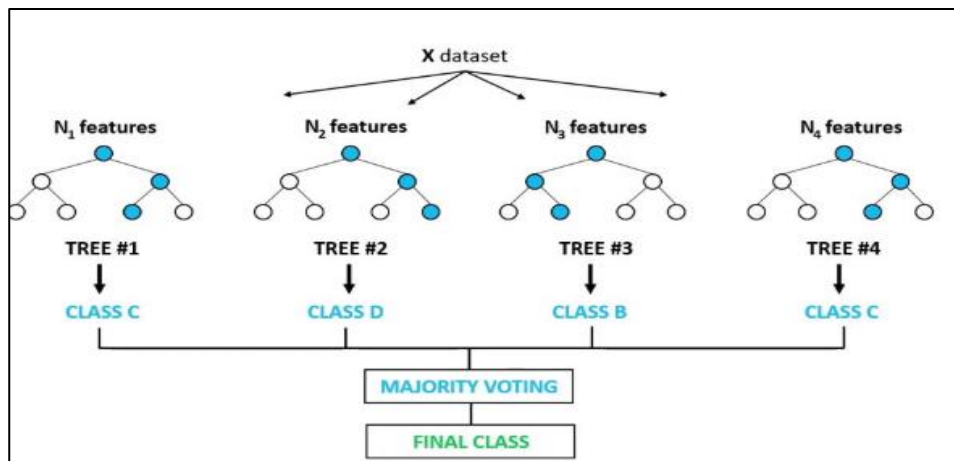 X dataset
N₁ features N₂ features N₃ features N₄ features
TREE #1 TREE #2 TREE #3 TREE #4
CLASS C CLASS D CLASS B CLASS C
MAJORITY VOTING
FINAL CLASS